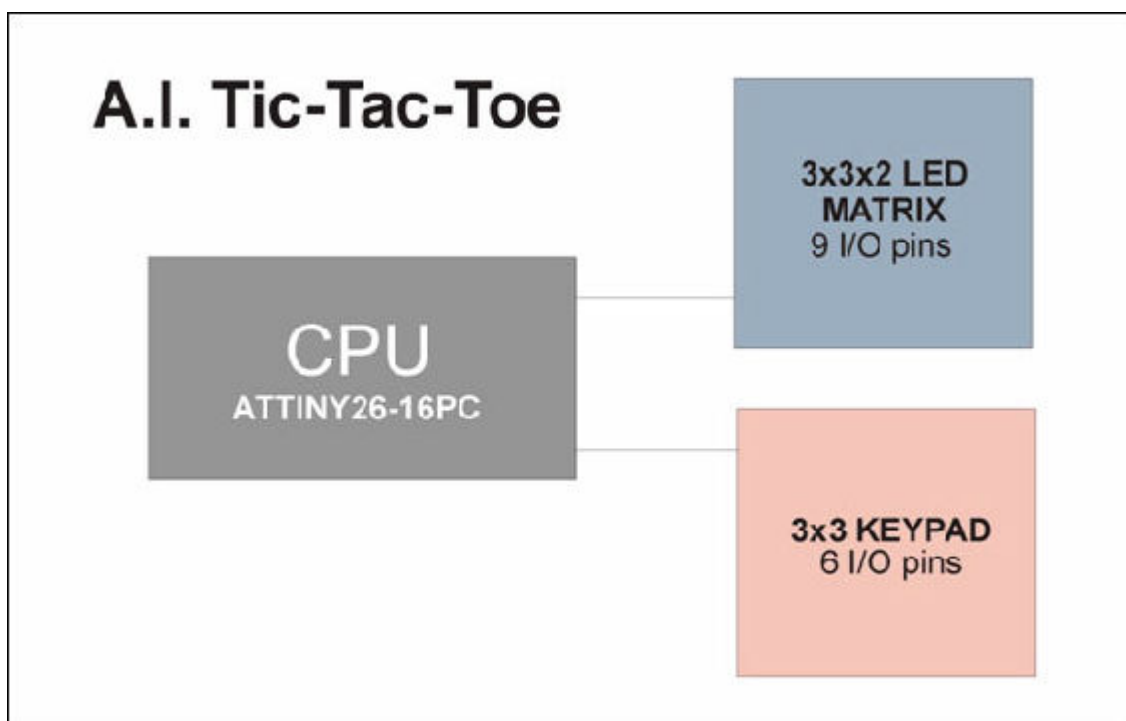 A.I. Tic-Tac-Toe
3x3x2 LED
MATRIX
9 I/O pins
CPU
ATTINY26-16PC
3x3 KEYPAD
6 I/O pins